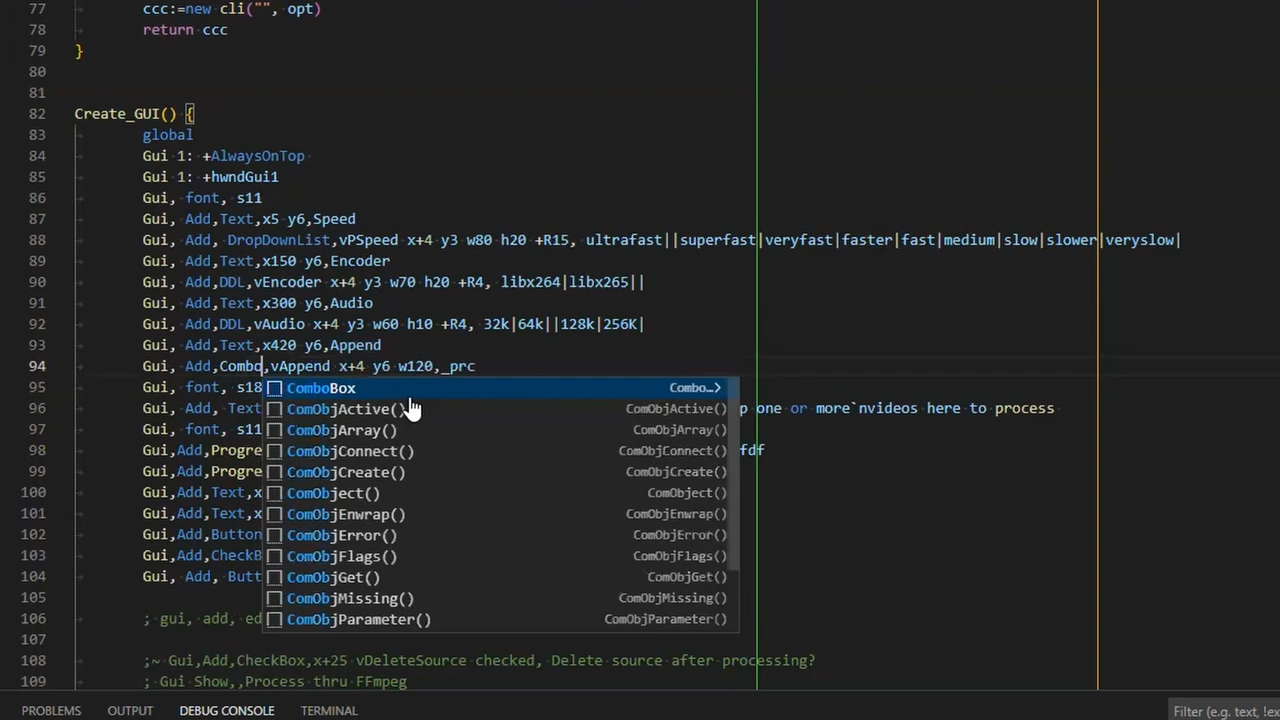 77 ccc:=new cli("", opt)
78 return ccc
79 }
80
81
82 Create_GUI() {
83 global
84 Gui 1: +AlwaysOnTop
85 Gui 1: +hwndGui1
86 Gui, font, s11
87 Gui, Add,Text,x5 y6,Speed
88 Gui, Add, DropDownList,vPSpeed x+4 y3 w80 h20 +R15, ultrafast||superfast|veryfast|faster|fast|medium|slow|slower|veryslow|
89 Gui, Add,Text,x150 y6,Encoder
90 Gui, Add,DDL,vEncoder x+4 y3 w70 h20 +R4, libx264|libx265||
91 Gui, Add,Text,x300 y6,Audio
92 Gui, Add,DDL,vAudio x+4 y3 w60 h10 +R4, 32k|64k||128k|256K|
93 Gui, Add,Text,x420 y6,Append
94 Gui, Add,Combo,vAppend x+4 y6 w120,_prc
95 Gui, font, s18
96 Gui, Add, Text p one or more`nvideos here to process
97 Gui, font, s11
98 Gui,Add,Progre fdf
99 Gui,Add,Progre
100 Gui,Add,Text,x
101 Gui,Add,Text,x
102 Gui,Add,Button
103 Gui,Add,CheckB
104 Gui, Add, Butt
105
106 ; gui, add, ed
107
108 ;~ Gui,Add,CheckBox,x+25 vDeleteSource checked, Delete source after processing?
109 ; Gui Show,,Process thru FFmpeg
ComboBox Combo…>
ComObjActive() ComObjActive()
ComObjArray() ComObjArray()
ComObjConnect() ComObjConnect()
ComObjCreate() ComObjCreate()
ComObject() ComObject()
ComObjEnwrap() ComObjEnwrap()
ComObjError() ComObjError()
ComObjFlags() ComObjFlags()
ComObjGet() ComObjGet()
ComObjMissing() ComObjMissing()
ComObjParameter() ComObjParameter()
PROBLEMS OUTPUT DEBUG CONSOLE TERMINAL Filter (e.g. text, !ex